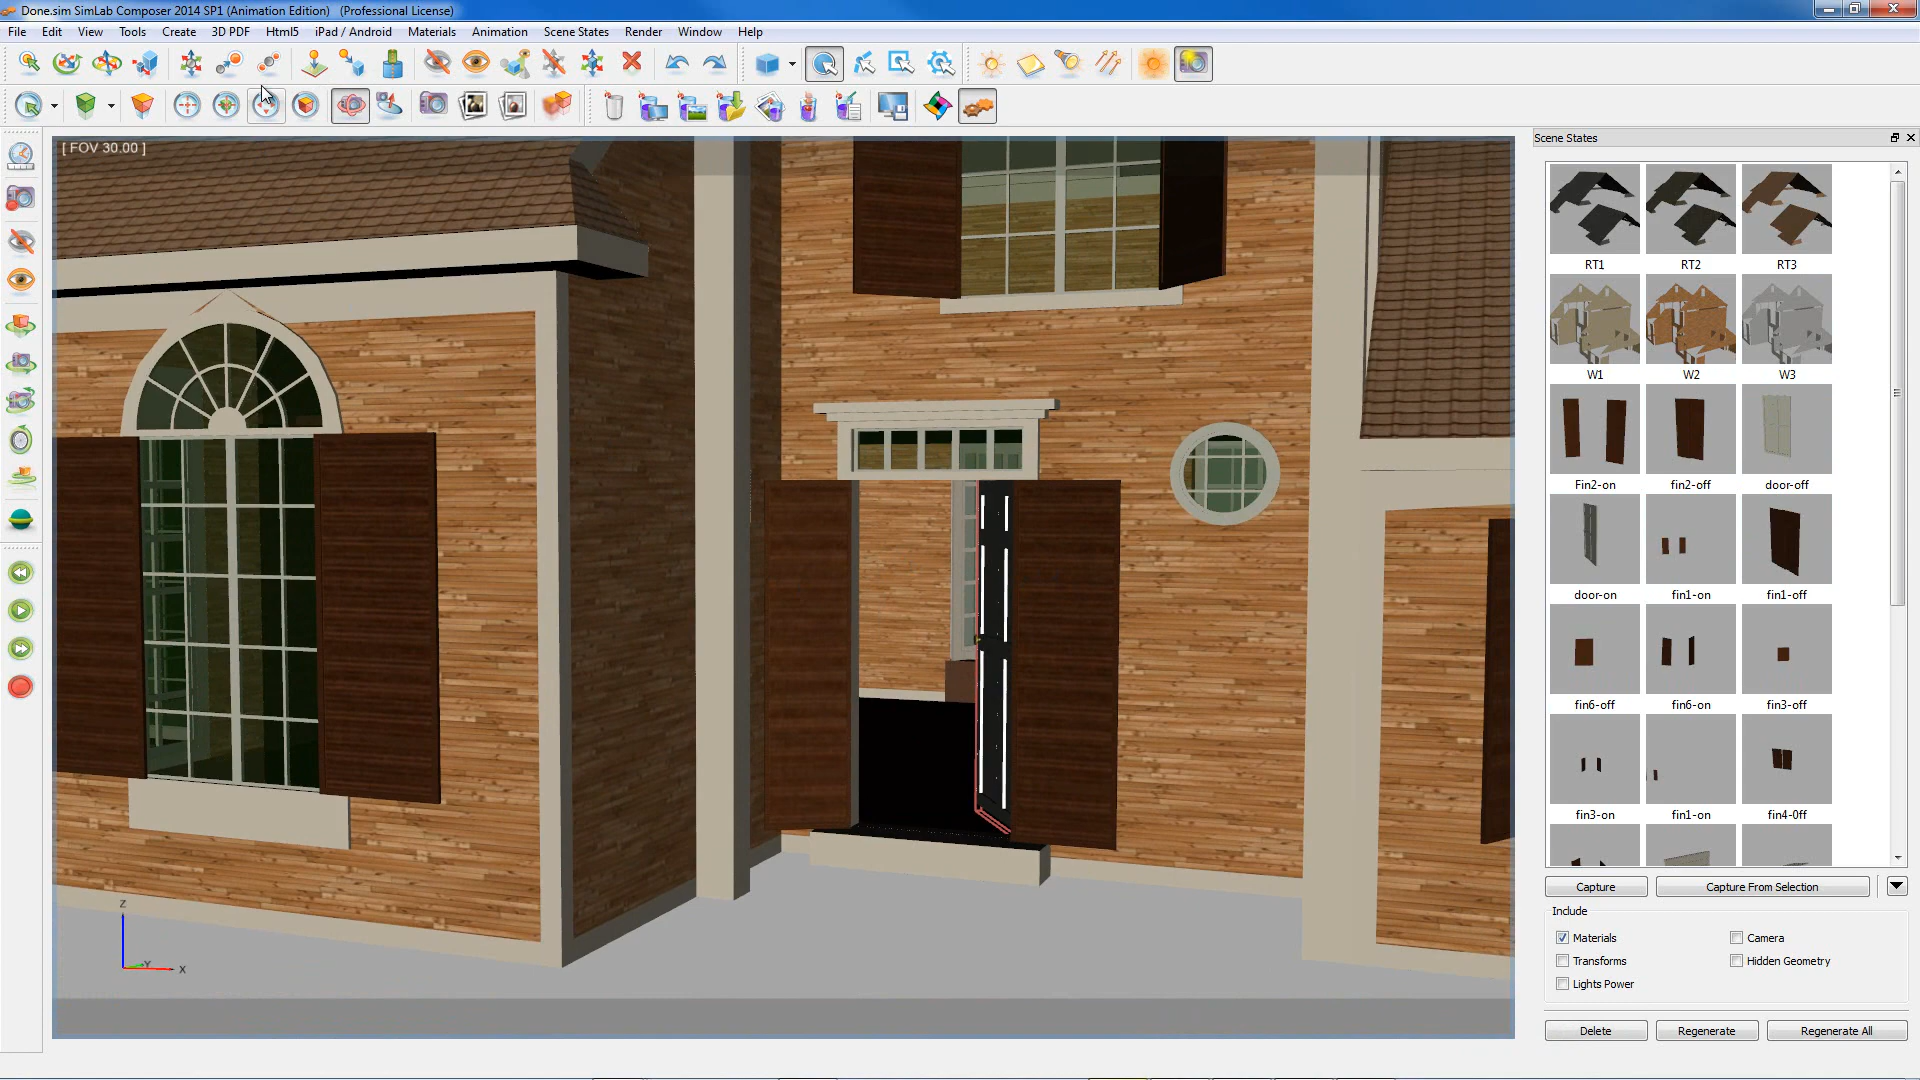 Done.sim SimLab Composer 2014 SP1 (Animation Edition)   (Professional License)
File Edit View Tools Create 3D PDF Html5 iPad / Android Materials Animation Scene States Render Window Help
[ FOV 30.00 ]
Scene States
RT1 RT2 RT3
W1 W2 W3
Fin2-on fin2-off door-off
door-on fin1-on fin1-off
fin6-off fin6-on fin3-off
fin3-on fin1-on fin4-0ff
Capture Capture From Selection
Include
Materials Camera
Transforms Hidden Geometry
Lights Power
Delete Regenerate Regenerate All
Z
Y X